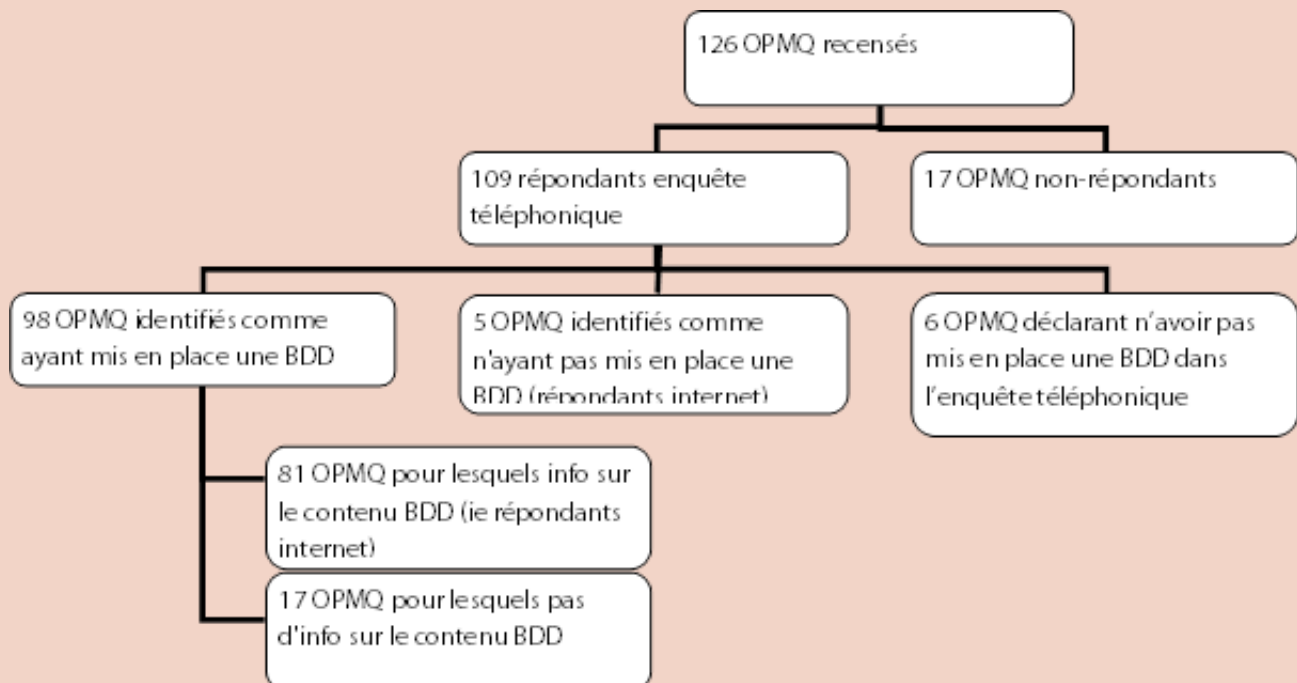 126 OPMQ recensés
109 répondants enquête
téléphonique
17 OPMQ non-répondants
98 OPMQ identifiés comme
ayant mis en place une BDD
5 OPMQ identifiés comme
n'ayant pas mis en place une
BDD (répondants internet)
6 OPMQ déclarant n’avoir pas
mis en place une BDD dans
l’enquête téléphonique
81 OPMQ pour lesquels info sur
le contenu BDD (ie répondants
internet)
17 OPMQ pour lesquels pas
d'info sur le contenu BDD